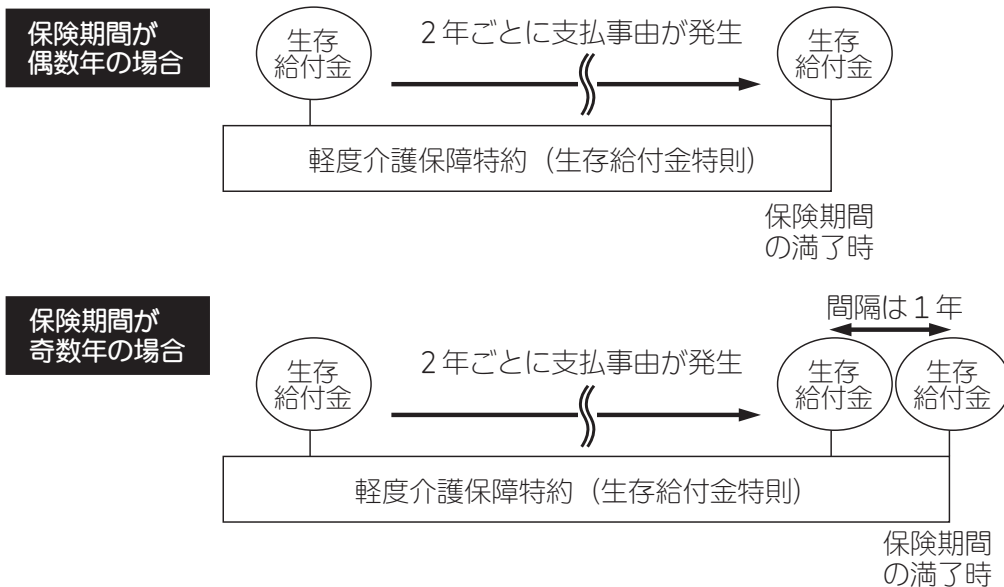 保険期間が
偶数年の場合
生存
給付金
2年ごとに支払事由が発生
生存
給付金
軽度介護保障特約（生存給付金特則）
保険期間
の満了時
保険期間が
奇数年の場合
間隔は1年
生存
給付金
2年ごとに支払事由が発生
生存
給付金
生存
給付金
軽度介護保障特約（生存給付金特則）
保険期間
の満了時